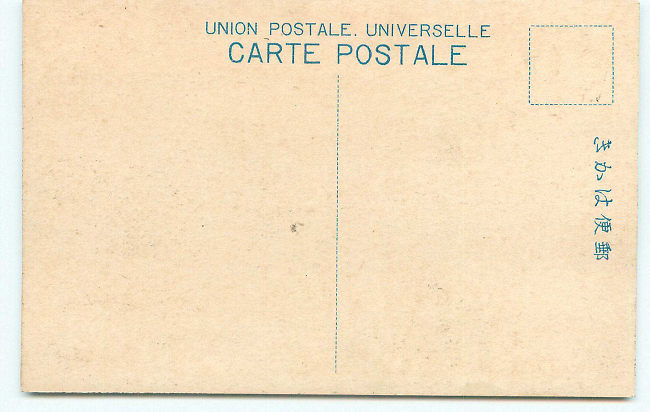 UNION POSTALE. UNIVERSELLE
CARTE POSTALE
きかは便郵